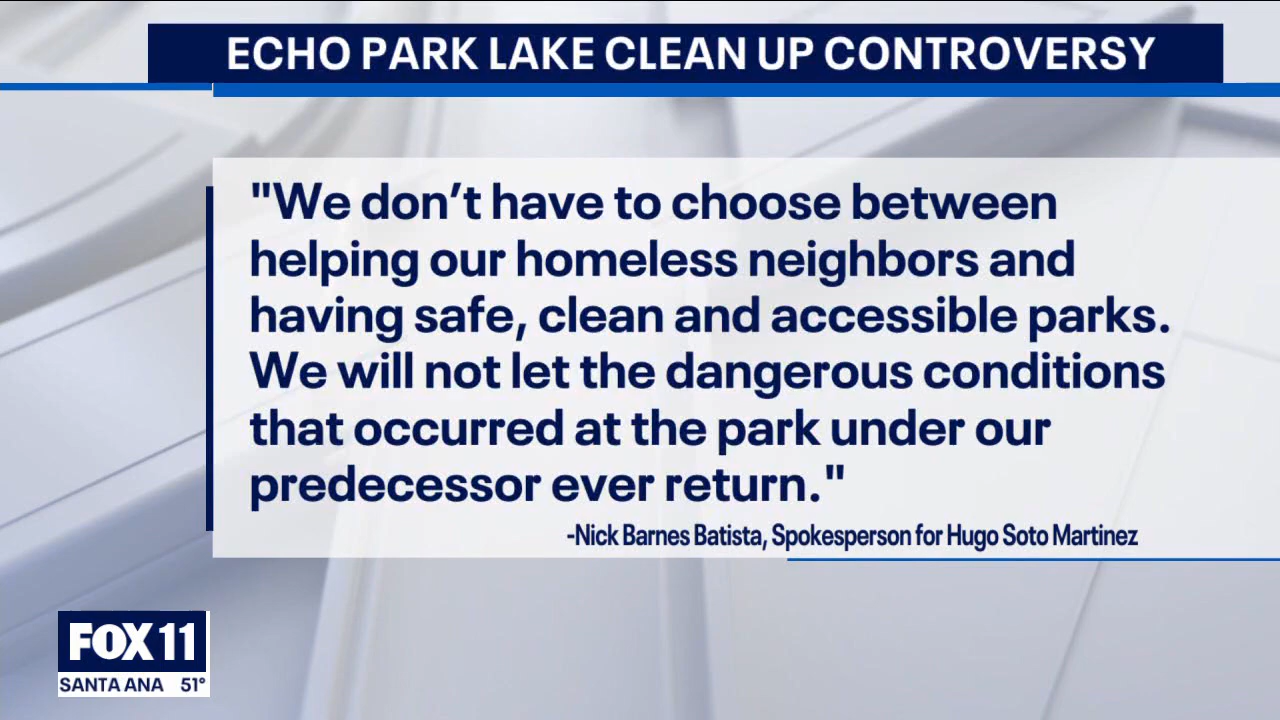 ECHO PARK LAKE CLEAN UP CONTROVERSY
"We don’t have to choose between
helping our homeless neighbors and
having safe, clean and accessible parks.
We will not let the dangerous conditions
that occurred at the park under our
predecessor ever return."
-Nick Barnes Batista, Spokesperson for Hugo Soto Martinez
FOX 11
SANTA ANA 51°